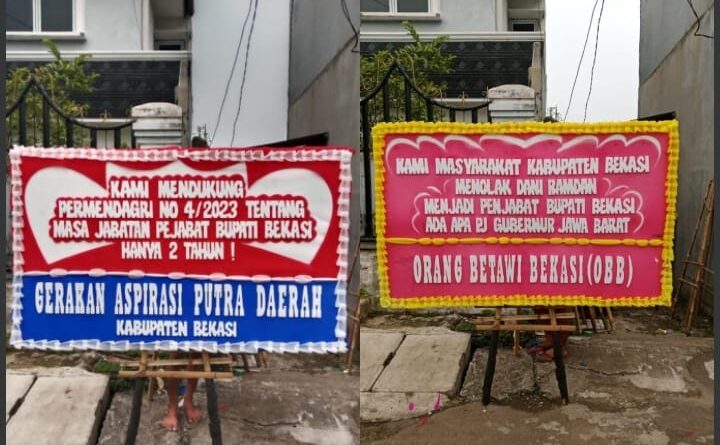 KAMI MENDUKUNG
PERMENDAGRI NO 4/2023 TENTANG
MASA JABATAN PEJABAT BUPATI BEKASI
HANYA 2 TAHUN !
GERAKAN ASPIRASI PUTRA DAERAH
KABUPATEN BEKASI
KAMI MASYARAKAT KABUPATEN BEKASI
MENOLAK DANI RAMDAN
MENJADI PENJABAT BUPATI BEKASI
ADA APA PJ GUBERNUR JAWA BARAT
ORANG BETAWI BEKASI (OBB)